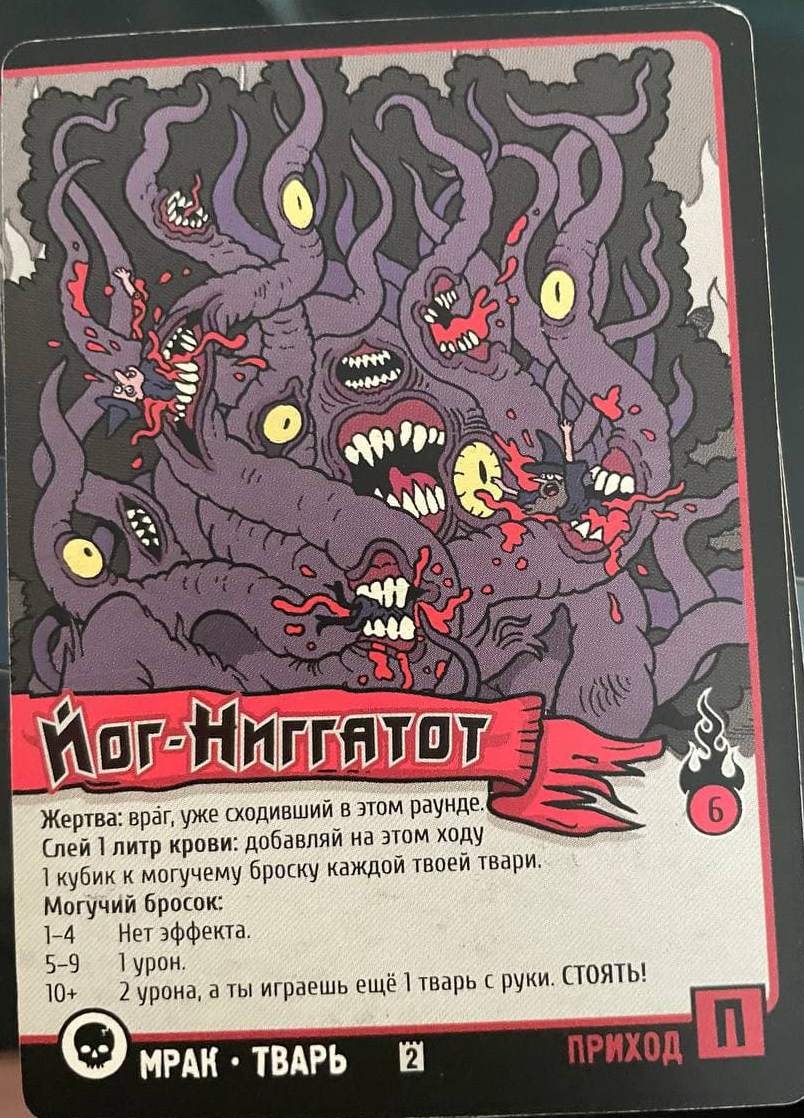 Йог-Ниггатот
6
Жертва: враг, уже сходивший в этом раунде.
Слей 1 литр крови: добавляй на этом ходу
1 кубик к могучему броску каждой твоей твари.
Могучий бросок:
1–4 Нет эффекта.
5–9 1 урон.
10+ 2 урона, а ты играешь ещё 1 тварь с руки. СТОЯТЬ!
МРАК · ТВАРЬ 2 ПРИХОД П